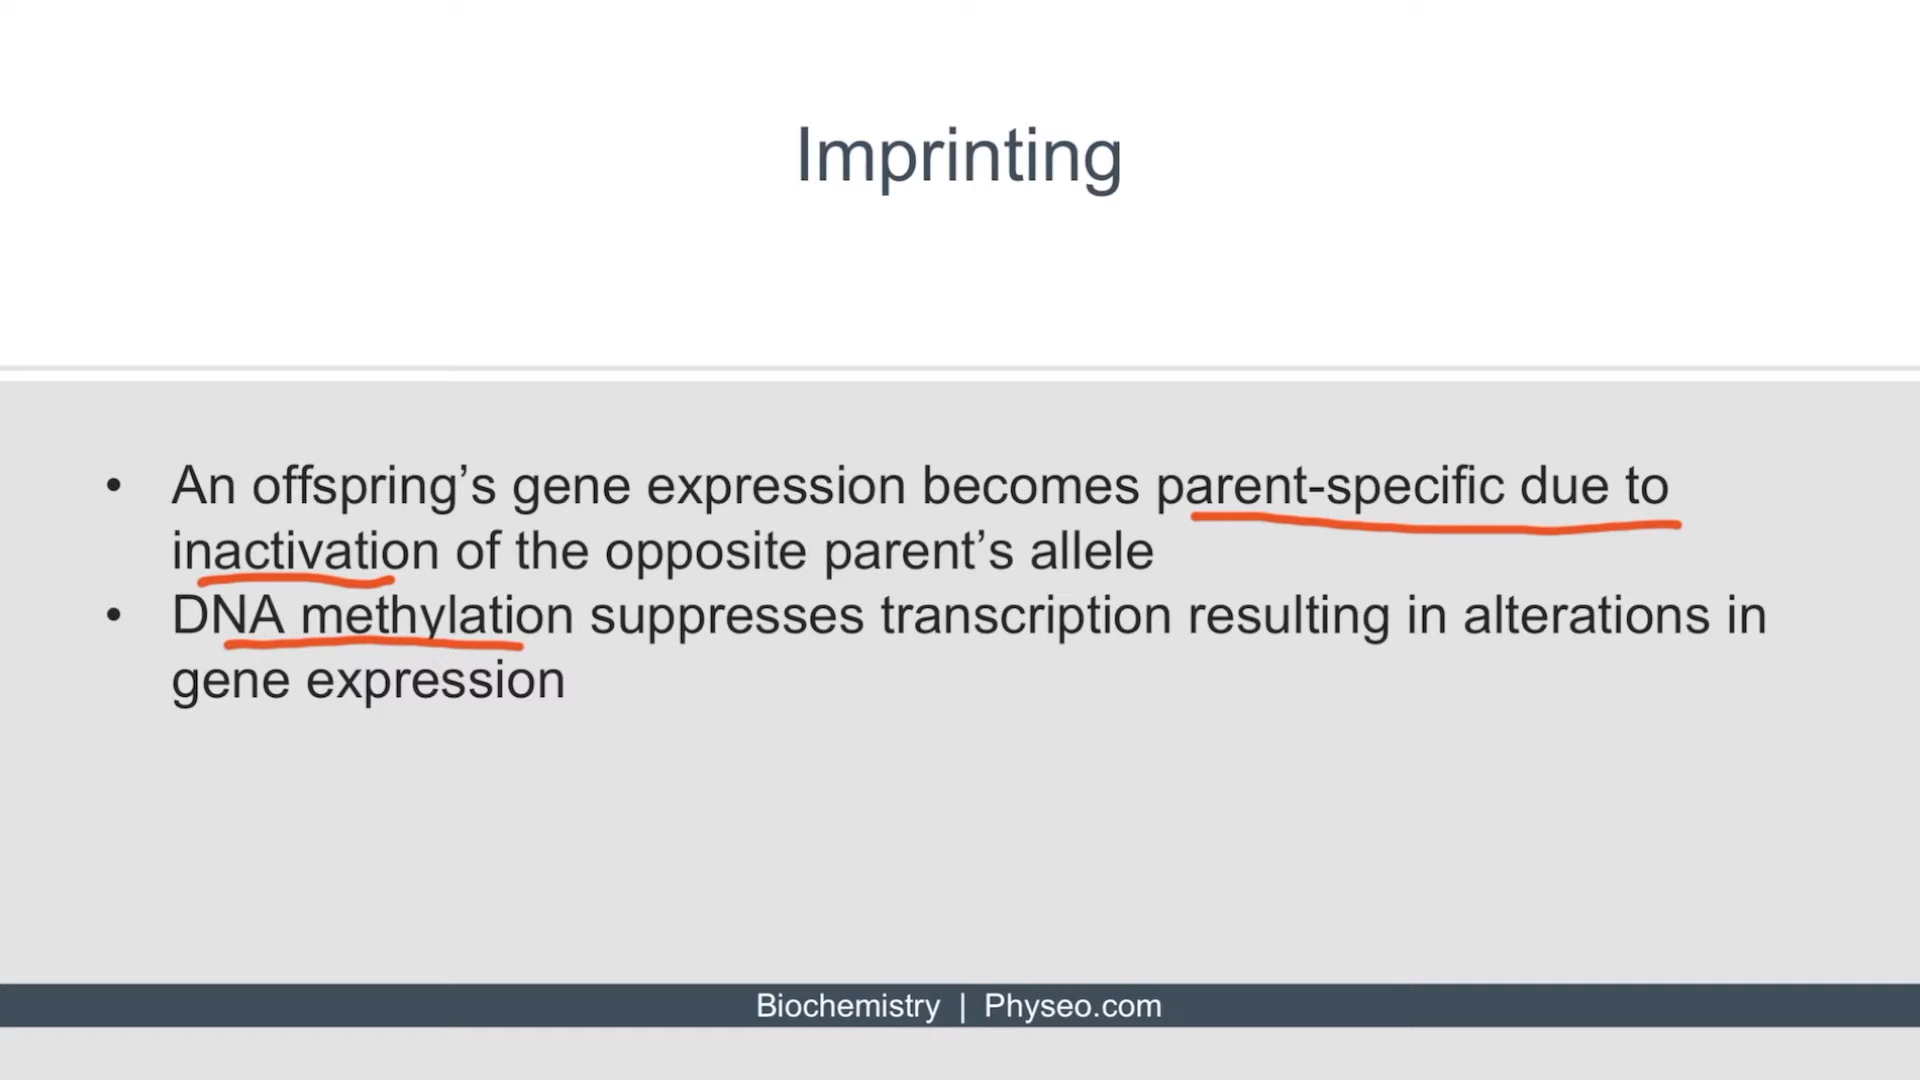 Imprinting
• An offspring’s gene expression becomes parent-specific due to
inactivation of the opposite parent’s allele
• DNA methylation suppresses transcription resulting in alterations in
gene expression
Biochemistry | Physeo.com